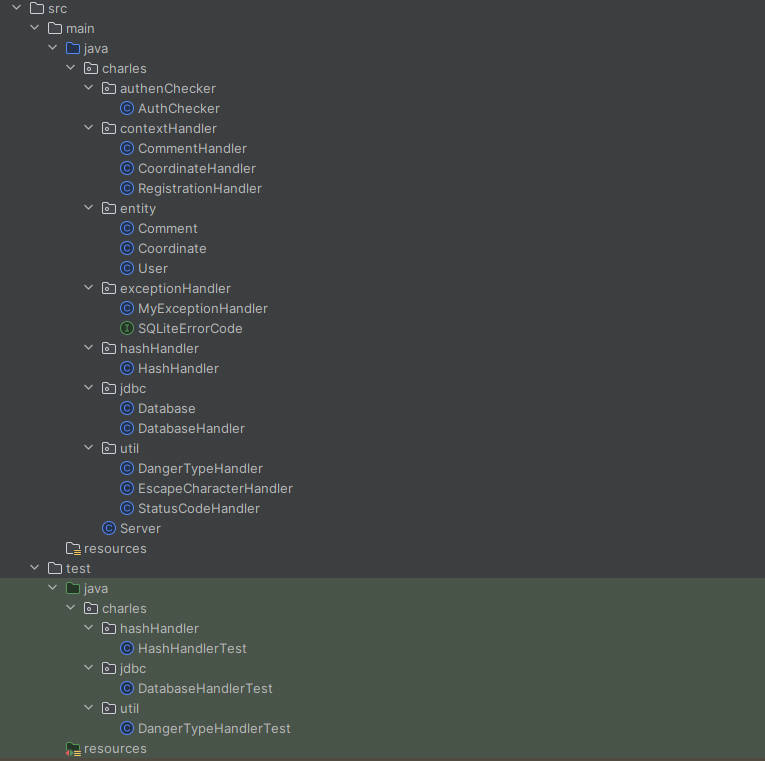 src
main
java
charles
authenChecker
AuthChecker
contextHandler
CommentHandler
CoordinateHandler
RegistrationHandler
entity
Comment
Coordinate
User
exceptionHandler
MyExceptionHandler
SQLiteErrorCode
hashHandler
HashHandler
jdbc
Database
DatabaseHandler
util
DangerTypeHandler
EscapeCharacterHandler
StatusCodeHandler
Server
resources
test
java
charles
hashHandler
HashHandlerTest
jdbc
DatabaseHandlerTest
util
DangerTypeHandlerTest
resources